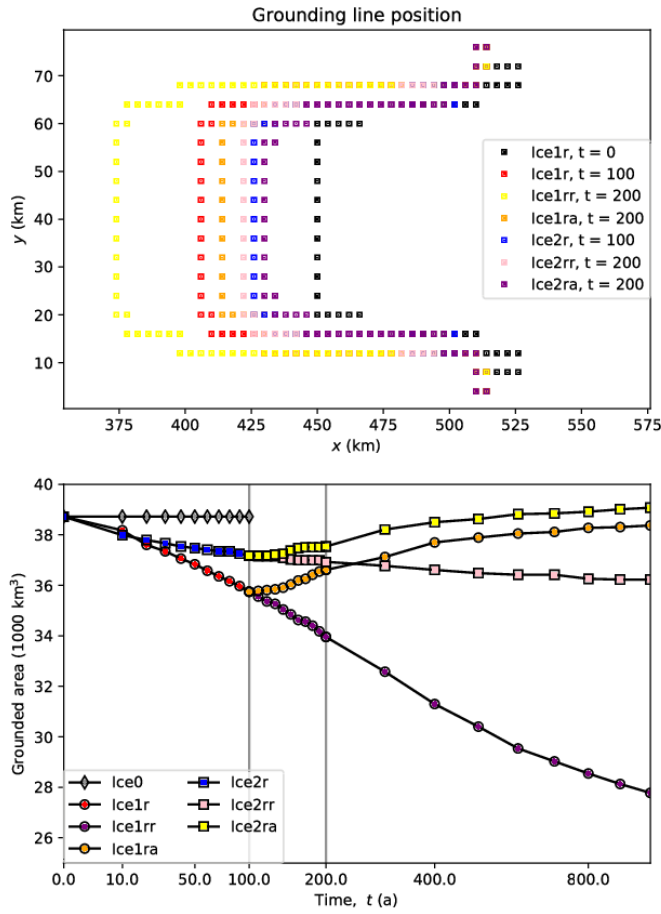 Grounding line position
y (km)
70
60
50
40
30
20
10
Ice1r, t = 0
Ice1r, t = 100
Ice1rr, t = 200
Ice1ra, t = 200
Ice2r, t = 100
Ice2rr, t = 200
Ice2ra, t = 200
375 400 425 450 475 500 525 550 575
x (km)
Grounded area (1000 km³)
40
38
36
34
32
30
28
26
Ice0 Ice2r
Ice1r Ice2rr
Ice1rr Ice2ra
Ice1ra
0.0 10.0 50.0 100.0 200.0 400.0 800.0
Time, t (a)